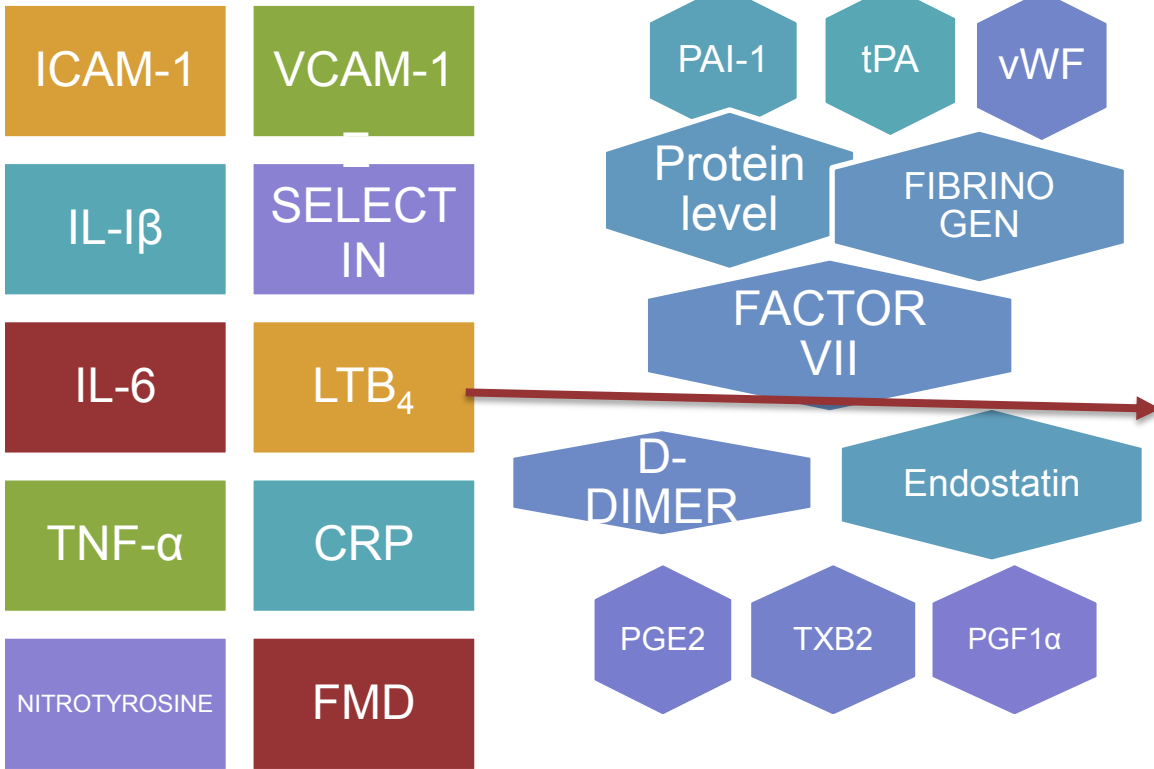 ICAM-1
VCAM-1
IL-Iβ
E
SELECT
IN
IL-6
LTB₄
TNF-α
CRP
NITROTYROSINE
FMD
PAI-1
tPA
vWF
Protein
level
FIBRINO
GEN
FACTOR
VII
D-
DIMER
Endostatin
PGE2
TXB2
PGF1α